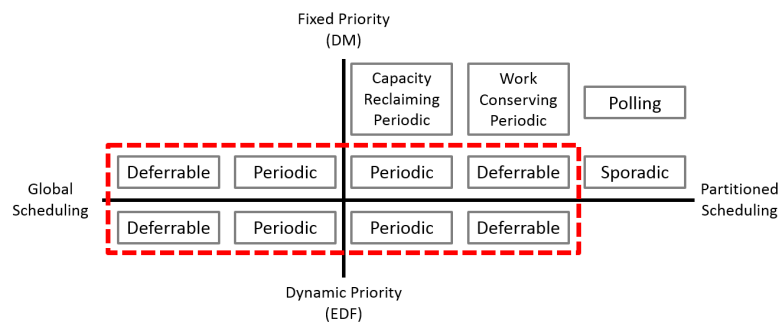 Fixed Priority
(DM)
Capacity
Reclaiming
Periodic
Work
Conserving
Periodic
Polling
Deferrable
Periodic
Periodic
Deferrable
Sporadic
Global
Scheduling
Partitioned
Scheduling
Deferrable
Periodic
Periodic
Deferrable
Dynamic Priority
(EDF)